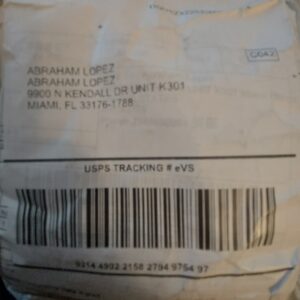 C042
ABRAHAM LOPEZ
ABRAHAM LOPEZ
9900 N KENDALL DR UNIT K301
MIAMI, FL 33176-1788
USPS TRACKING # eVS
9214 4902 2158 2794 9754 97